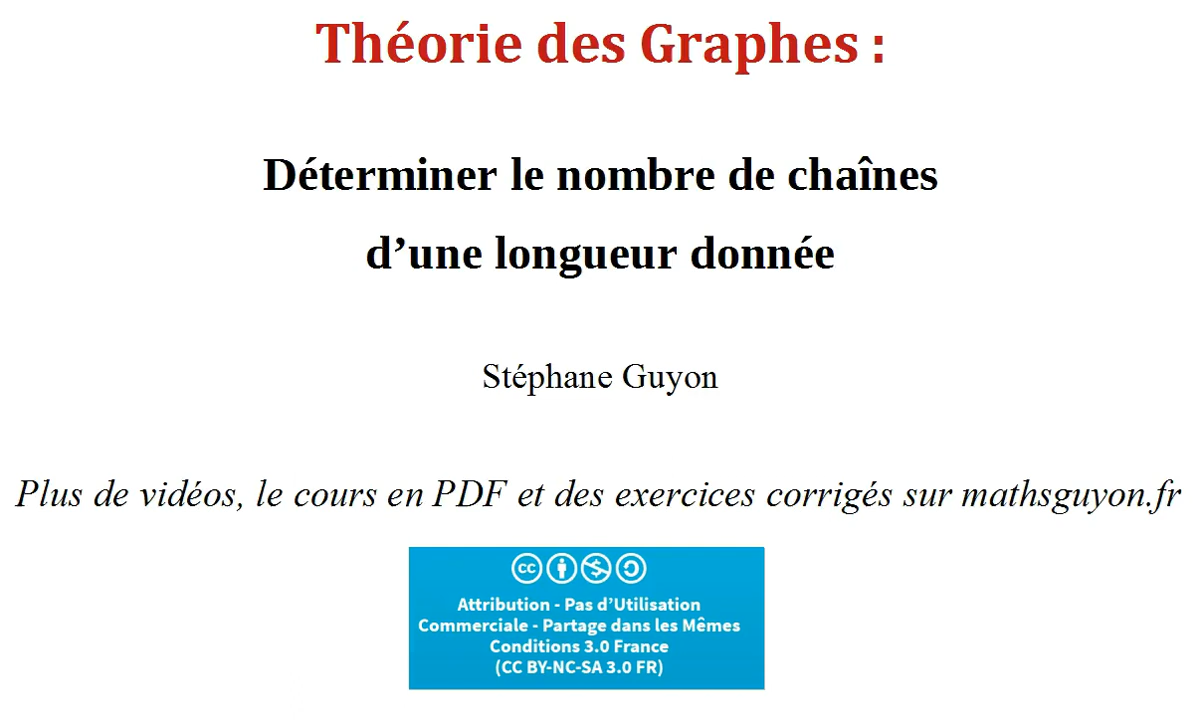 Théorie des Graphes :
Déterminer le nombre de chaînes
d’une longueur donnée
Stéphane Guyon
Plus de vidéos, le cours en PDF et des exercices corrigés sur mathsguyon.fr
cc
Attribution - Pas d’Utilisation
Commerciale - Partage dans les Mêmes
Conditions 3.0 France
(CC BY-NC-SA 3.0 FR)